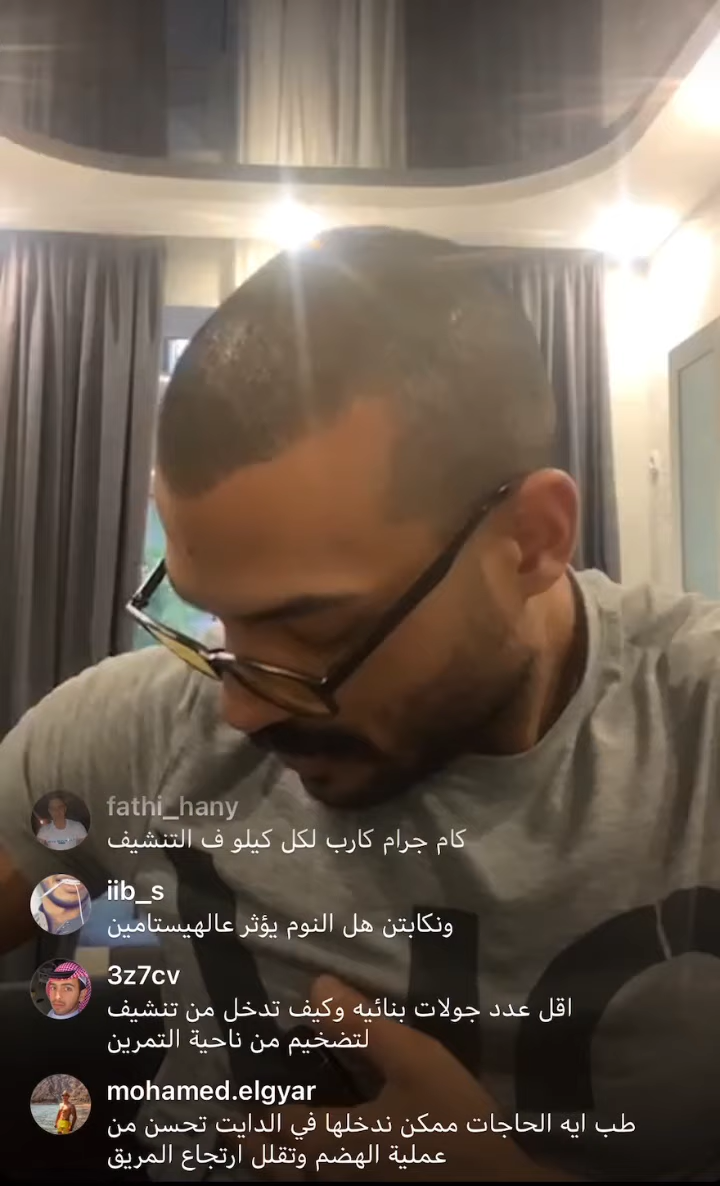 fathi_hany
كام جرام كارب لكل كيلو ف التنشيف
iib_s
ونكابتن هل النوم يؤثر عالهيستامين
3z7cv
اقل عدد جولات بنائيه وكيف تدخل من تنشيف
لتضخيم من ناحية التمرين
mohamed.elgyar
طب ايه الحاجات ممكن ندخلها في الدايت تحسن من
عملية الهضم وتقلل ارتجاع المريق